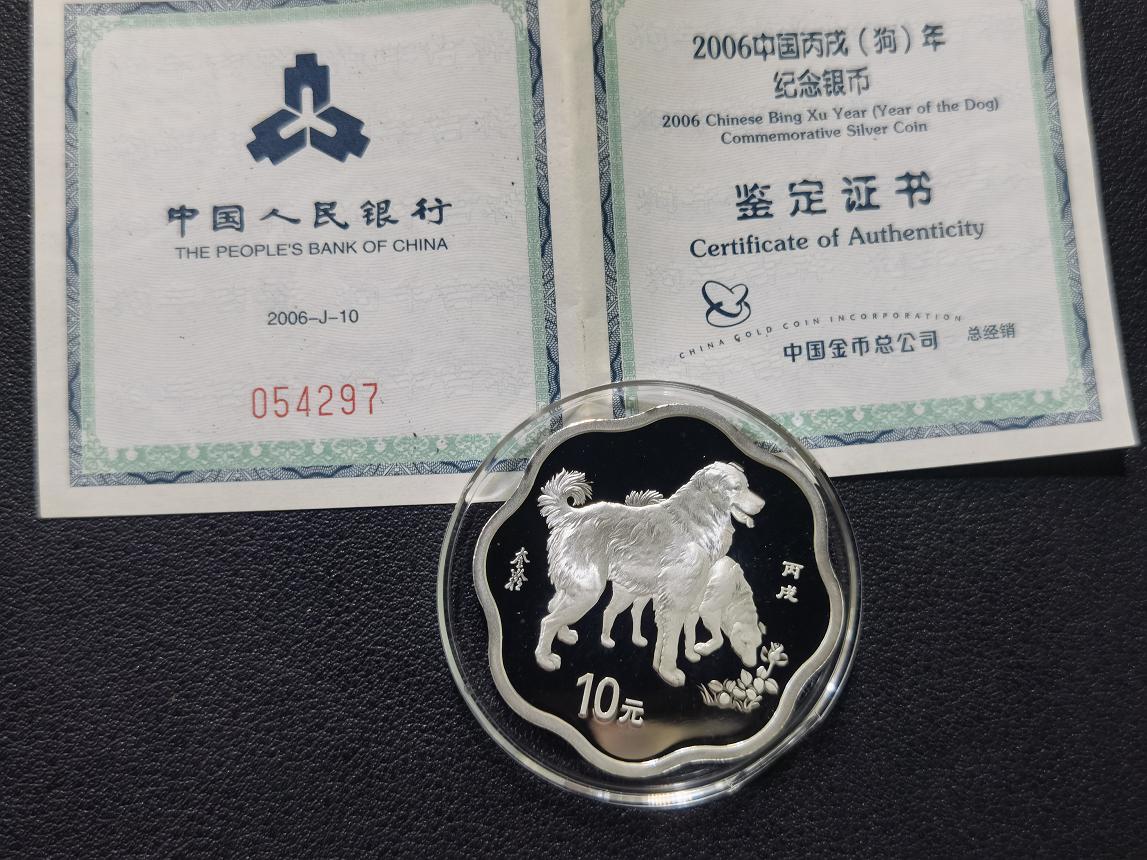 中国人民银行
THE PEOPLE'S BANK OF CHINA
2006-J-10
054297
2006中国丙戌（狗）年
纪念银币
2006 Chinese Bing Xu Year (Year of the Dog)
Commemorative Silver Coin
鉴定证书
Certificate of Authenticity
CHINA GOLD COIN INCORPORATION
中国金币总公司 总经销
丙戌
10元